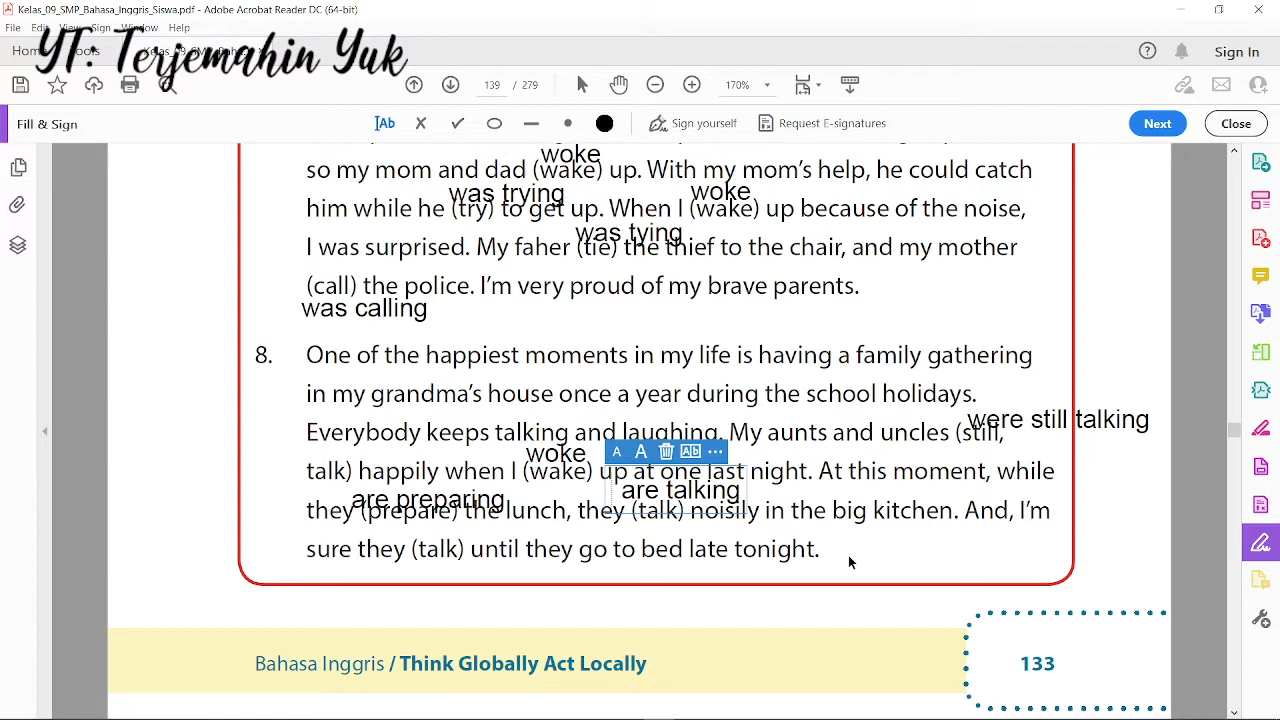 Kelas_09_SMP_Bahasa_Inggris_Siswa.pdf - Adobe Acrobat Reader DC (64-bit)
File Edit View Sign Window Help
YT: Terjemahin Yuk
Home Tools
Sign In
139 / 279
170%
Fill & Sign
Sign yourself
Request E-signatures
Next
Close
woke
so my mom and dad (wake) up. With my mom's help, he could catch
was trying woke
him while he (try) to get up. When I (wake) up because of the noise,
was tying
I was surprised. My faher (tie) the thief to the chair, and my mother
(call) the police. I'm very proud of my brave parents.
was calling
8. One of the happiest moments in my life is having a family gathering
in my grandma's house once a year during the school holidays.
were still talking
Everybody keeps talking and laughing. My aunts and uncles (still,
woke
talk) happily when I (wake) up at one last night. At this moment, while
are preparing are talking
they (prepare) the lunch, they (talk) noisily in the big kitchen. And, I'm
sure they (talk) until they go to bed late tonight.
Bahasa Inggris / Think Globally Act Locally
133